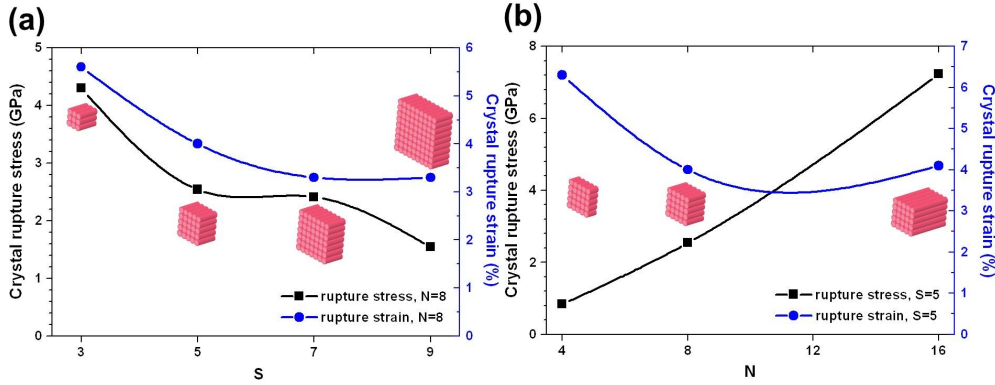 (a)
5
4
3
2
1
0
Crystal rupture stress (GPa)
6
5
4
3
2
1
0
Crystal rupture strain (%)
rupture stress, N=8
rupture strain, N=8
3
5
7
9
S
(b)
8
6
4
2
0
Crystal rupture stress (GPa)
7
6
5
4
3
2
1
0
Crystal rupture strain (%)
rupture stress, S=5
rupture strain, S=5
4
8
12
16
N